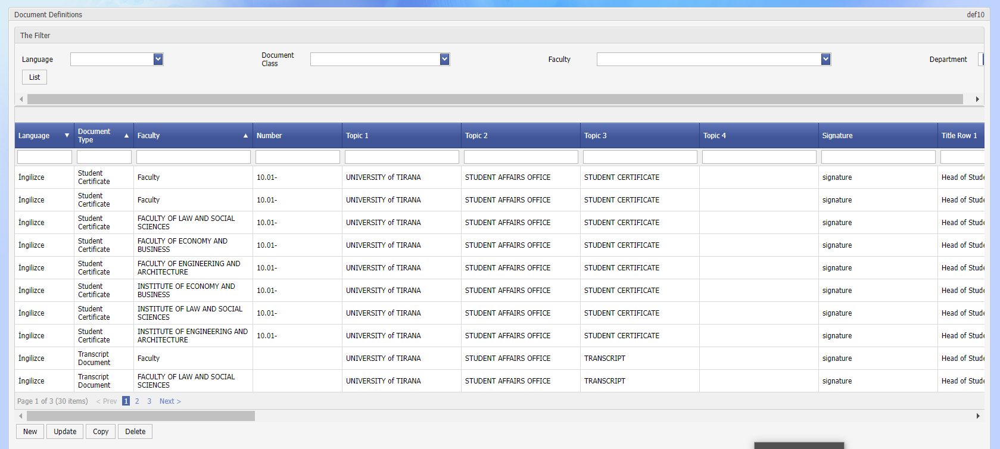 Document Definitions def10
The Filter
Language Document Class Faculty Department
List
Language ▼ Document Type ▲ Faculty ▲ Number Topic 1 Topic 2 Topic 3 Topic 4 Signature Title Row 1
İngilizce Student Certificate Faculty 10.01- UNIVERSITY of TIRANA STUDENT AFFAIRS OFFICE STUDENT CERTIFICATE signature Head of Stude
İngilizce Student Certificate Faculty 10.01- UNIVERSITY of TIRANA STUDENT AFFAIRS OFFICE STUDENT CERTIFICATE signature Head of Stude
İngilizce Student Certificate FACULTY OF LAW AND SOCIAL SCIENCES 10.01- UNIVERSITY of TIRANA STUDENT AFFAIRS OFFICE STUDENT CERTIFICATE signature Head of Stude
İngilizce Student Certificate FACULTY OF ECONOMY AND BUSINESS 10.01- UNIVERSITY of TIRANA STUDENT AFFAIRS OFFICE STUDENT CERTIFICATE signature Head of Stude
İngilizce Student Certificate FACULTY OF ENGINEERING AND ARCHITECTURE 10.01- UNIVERSITY of TIRANA STUDENT AFFAIRS OFFICE STUDENT CERTIFICATE signature Head of Stude
İngilizce Student Certificate INSTITUTE OF ECONOMY AND BUSINESS 10.01- UNIVERSITY of TIRANA STUDENT AFFAIRS OFFICE STUDENT CERTIFICATE signature Head of Stude
İngilizce Student Certificate INSTITUTE OF LAW AND SOCIAL SCIENCES 10.01- UNIVERSITY of TIRANA STUDENT AFFAIRS OFFICE STUDENT CERTIFICATE signature Head of Stude
İngilizce Student Certificate INSTITUTE OF ENGINEERING AND ARCHITECTURE 10.01- UNIVERSITY of TIRANA STUDENT AFFAIRS OFFICE STUDENT CERTIFICATE signature Head of Stude
İngilizce Transcript Document Faculty UNIVERSITY of TIRANA STUDENT AFFAIRS OFFICE TRANSCRIPT signature Head of Stude
İngilizce Transcript Document FACULTY OF LAW AND SOCIAL SCIENCES UNIVERSITY of TIRANA STUDENT AFFAIRS OFFICE TRANSCRIPT signature Head of Stude
Page 1 of 3 (30 items) < Prev 1 2 3 Next >
New Update Copy Delete